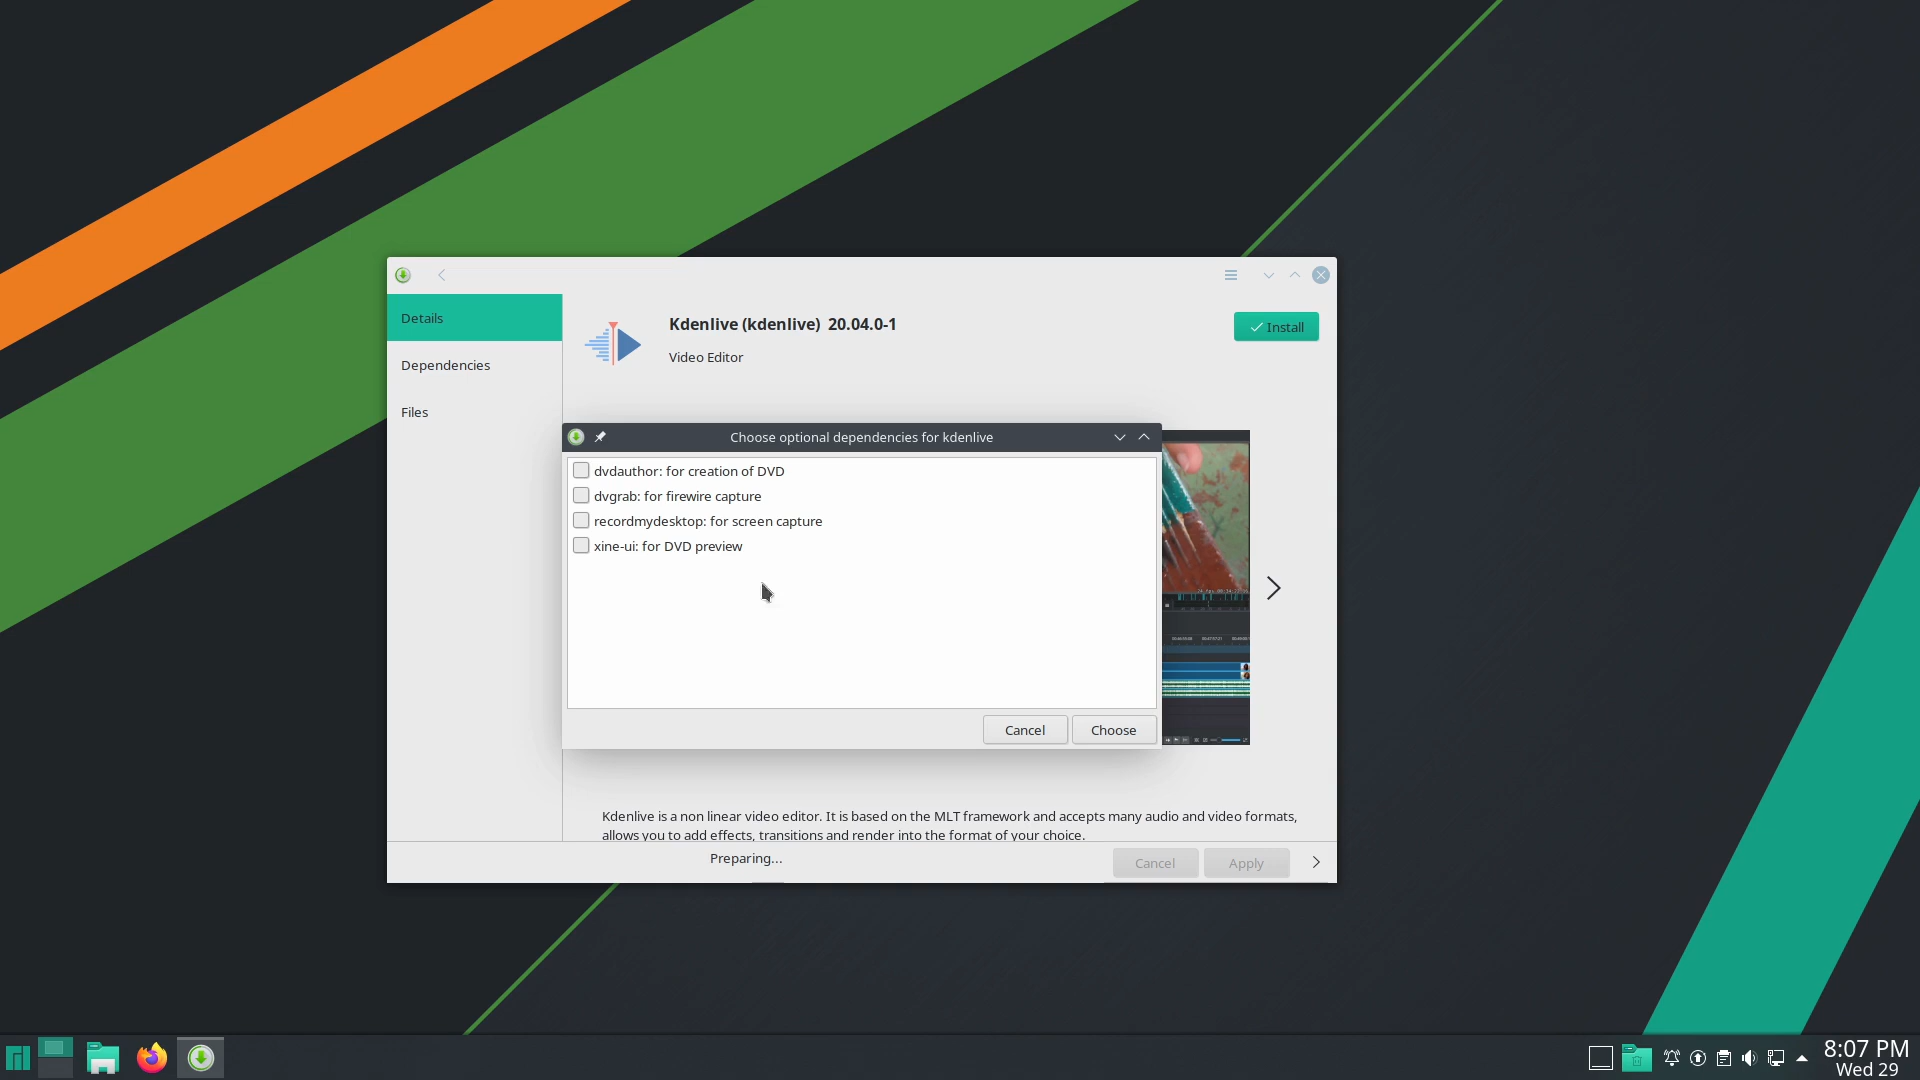 Details
Dependencies
Files
Kdenlive (kdenlive)  20.04.0-1
Video Editor
Install
Choose optional dependencies for kdenlive
dvdauthor: for creation of DVD
dvgrab: for firewire capture
recordmydesktop: for screen capture
xine-ui: for DVD preview
Cancel
Choose
Kdenlive is a non linear video editor. It is based on the MLT framework and accepts many audio and video formats,
allows you to add effects, transitions and render into the format of your choice.
Preparing...
Cancel
Apply
8:07 PM
Wed 29